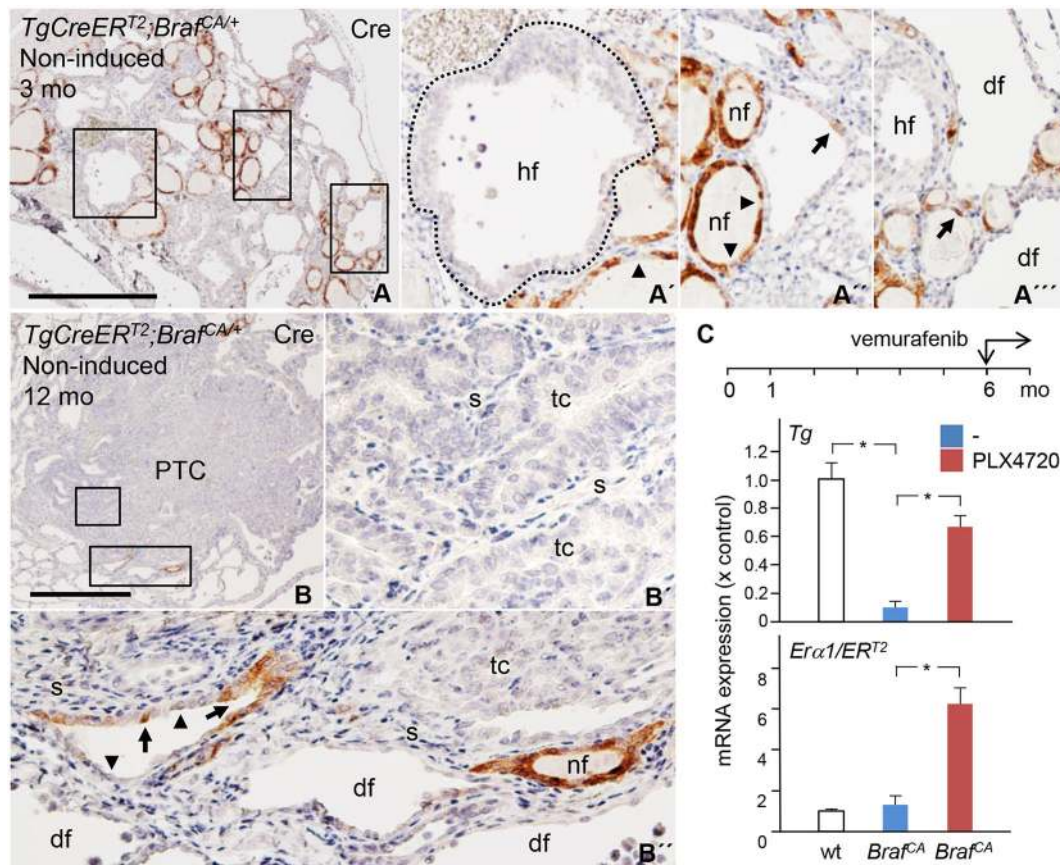 TgCreERT2;BrafCA/+ Cre
Non-induced
3 mo
hf
nf
nf
hf
df
df
A
A´
A´´
A´´´
TgCreERT2;BrafCA/+ Cre
Non-induced
12 mo
PTC
B
s
tc
s
tc
B´
s
tc
s
nf
df
df
df
B´´
C
vemurafenib
0 1 6 mo
Tg
-
PLX4720
*
*
1.2
1.0
0.8
0.6
0.4
0.2
0
mRNA expression (x control)
Erα1/ERT2
*
8
6
4
2
0
wt BrafCA BrafCA